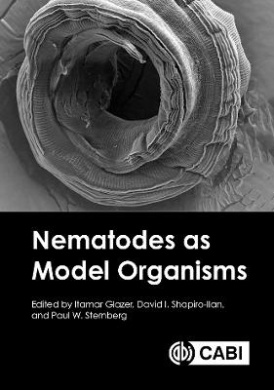 Nematodes as
Model Organisms
Edited by Itamar Glazer, David I. Shapiro-Ilan,
and Paul W. Sternberg
CABI